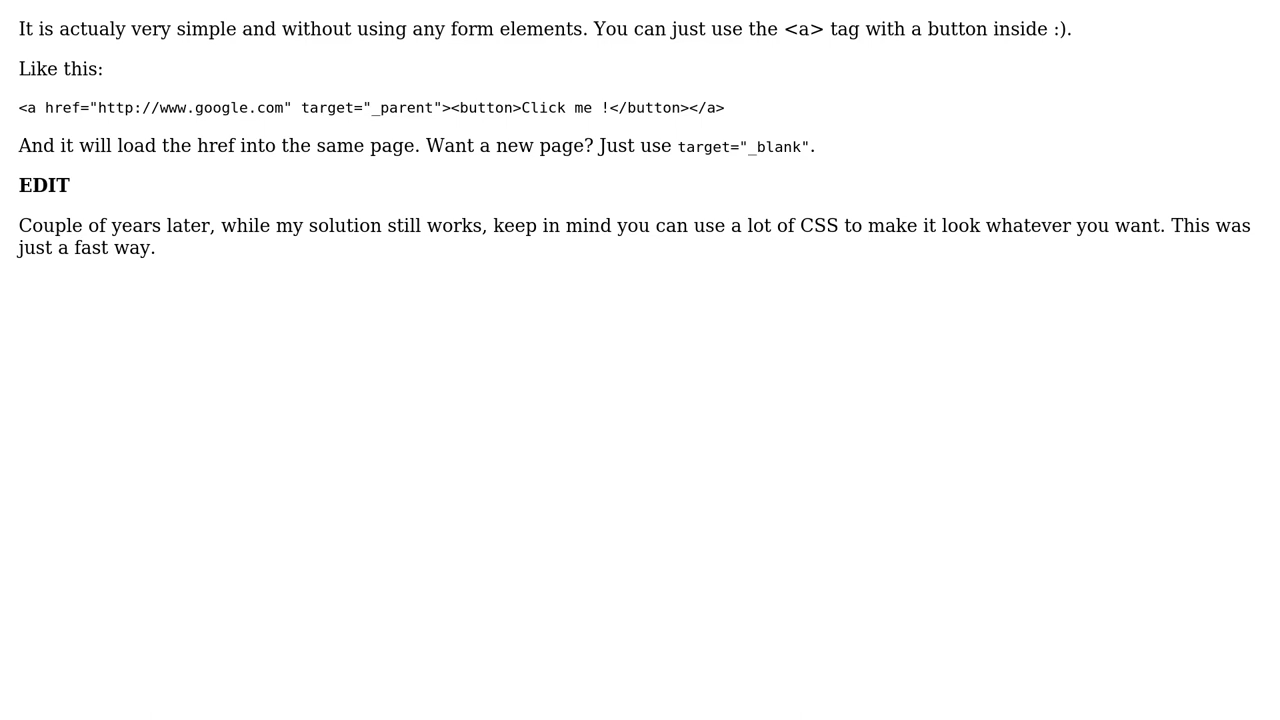 It is actualy very simple and without using any form elements. You can just use the <a> tag with a button inside :).
Like this:
<a href="http://www.google.com" target="_parent"><button>Click me !</button></a>
And it will load the href into the same page. Want a new page? Just use target="_blank".
EDIT
Couple of years later, while my solution still works, keep in mind you can use a lot of CSS to make it look whatever you want. This was
just a fast way.